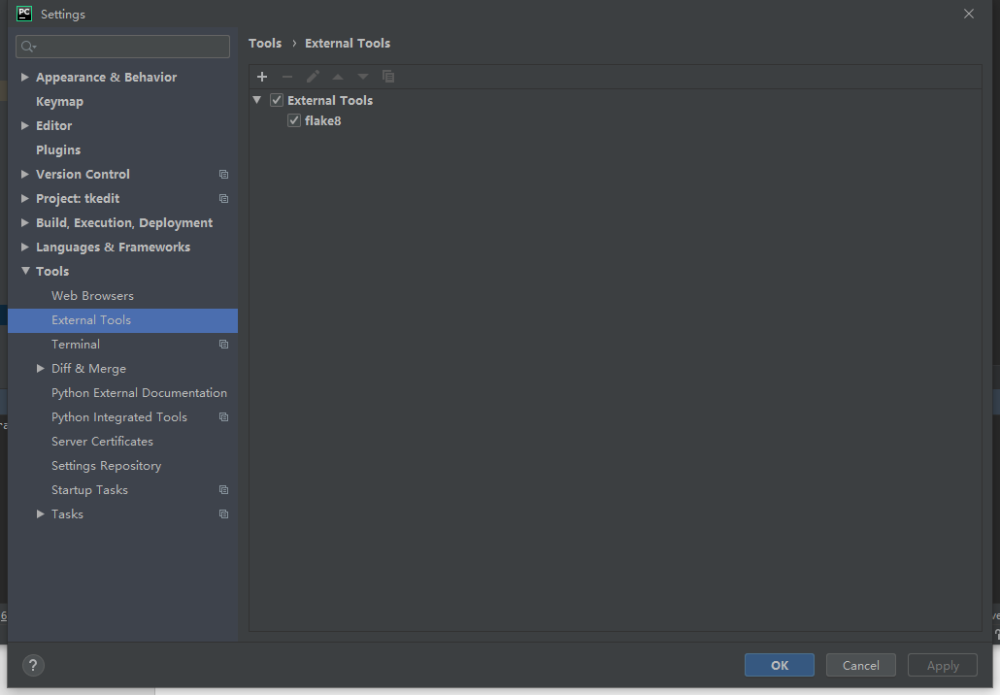 PC
Settings
Appearance & Behavior
Keymap
Editor
Plugins
Version Control
Project: tkedit
Build, Execution, Deployment
Languages & Frameworks
Tools
Web Browsers
External Tools
Terminal
Diff & Merge
Python External Documentation
Python Integrated Tools
Server Certificates
Settings Repository
Startup Tasks
Tasks
Tools › External Tools
External Tools
flake8
?
OK
Cancel
Apply